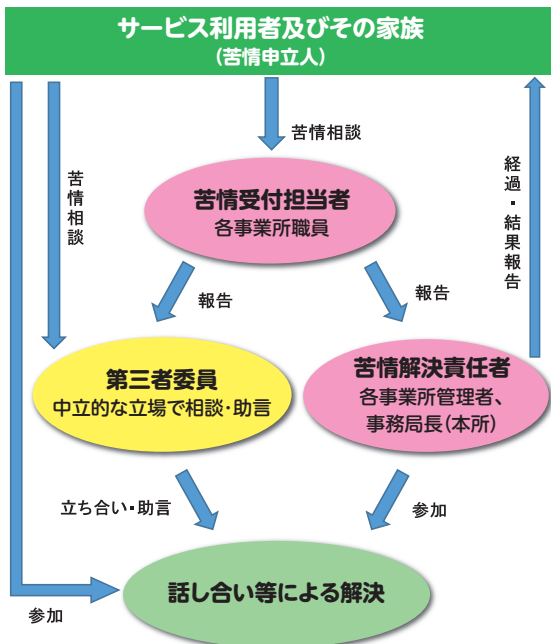 サービス利用者及びその家族
(苦情申立人)
苦情相談
苦情相談
経過・結果報告
苦情受付担当者
各事業所職員
報告
報告
第三者委員
中立的な立場で相談・助言
苦情解決責任者
各事業所管理者、
事務局長(本所)
立ち合い・助言
参加
話し合い等による解決
参加